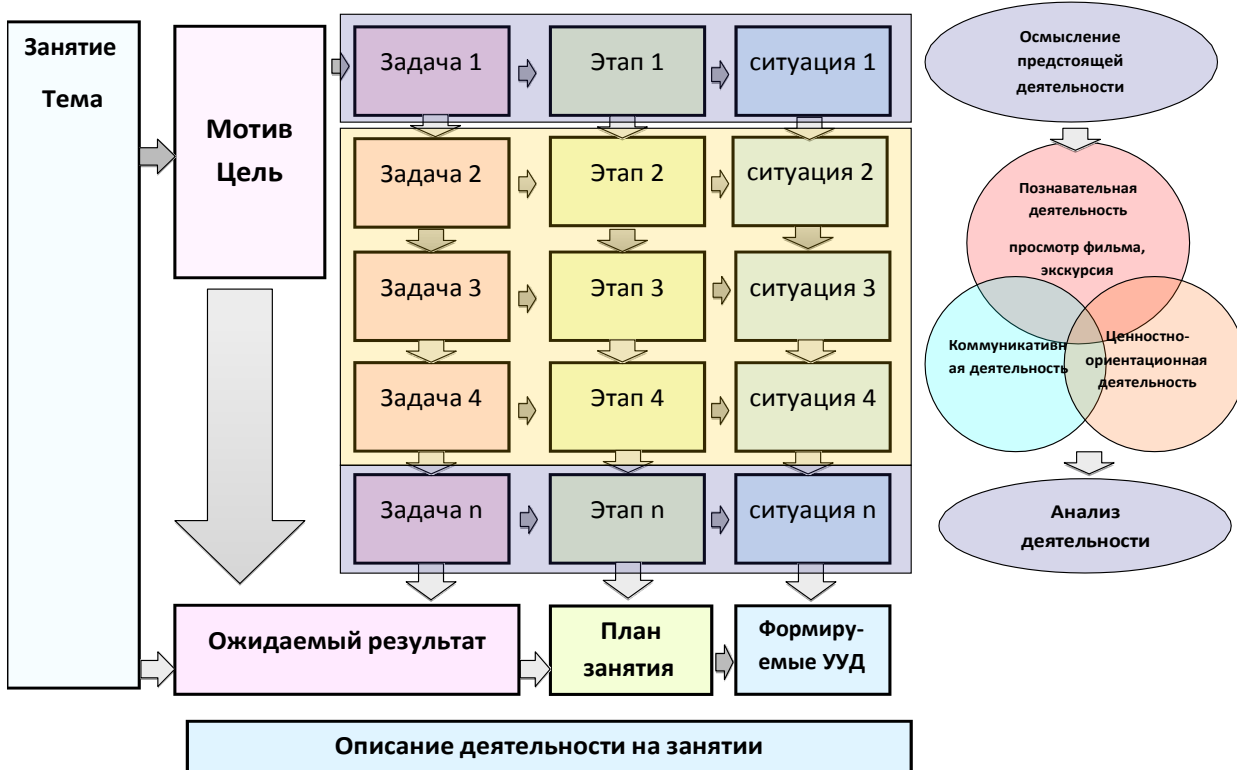 Занятие
Тема
Мотив
Цель
Задача 1
Этап 1
ситуация 1
Задача 2
Этап 2
ситуация 2
Задача 3
Этап 3
ситуация 3
Задача 4
Этап 4
ситуация 4
Задача n
Этап n
ситуация n
Ожидаемый результат
План
занятия
Формиру-
емые УУД
Описание деятельности на занятии
Осмысление
предстоящей
деятельности
Познавательная
деятельность
просмотр фильма,
экскурсия
Коммуникативн
ая деятельность
Ценностно-
ориентационная
деятельность
Анализ
деятельности